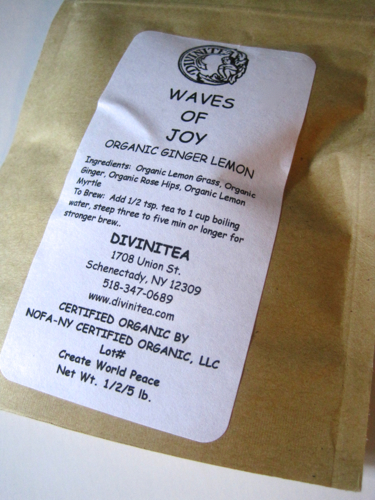 DIVINITEA
WAVES
OF
JOY
ORGANIC GINGER LEMON
Ingredients: Organic Lemon Grass, Organic
Ginger, Organic Rose Hips, Organic Lemon
Myrtle
To Brew: Add 1/2 tsp. tea to 1 cup boiling
water, steep three to five min or longer for
stronger brew..
DIVINITEA
1708 Union St.
Schenectady, NY 12309
518-347-0689
www.divinitea.com
CERTIFIED ORGANIC BY
NOFA-NY CERTIFIED ORGANIC, LLC
Lot#
Create World Peace
Net Wt. 1/2/5 lb.